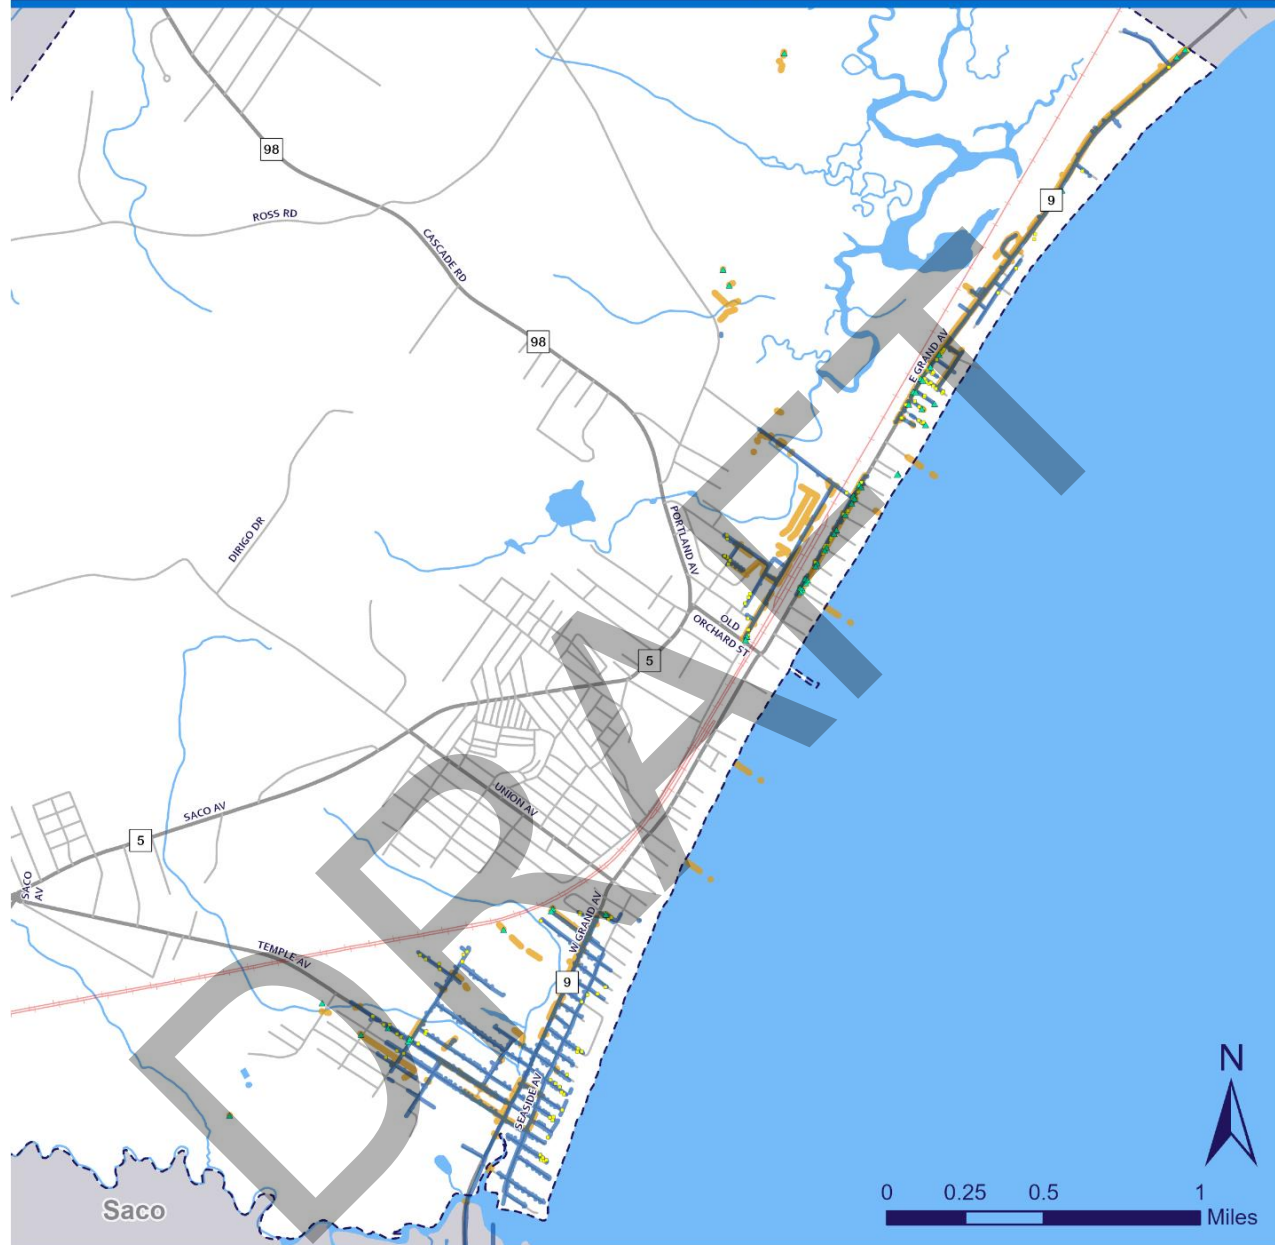 98
9
ROSS RD
CASCADE RD
98
E GRAND AV
DIRIGO DR
PORTLAND AV
OLD
ORCHARD ST
5
UNION AV
SACO AV
5
SACO
AV
W GRAND AV
TEMPLE AV
9
SEASIDE AV
DRAFT
N
Saco
0 0.25 0.5 1
Miles